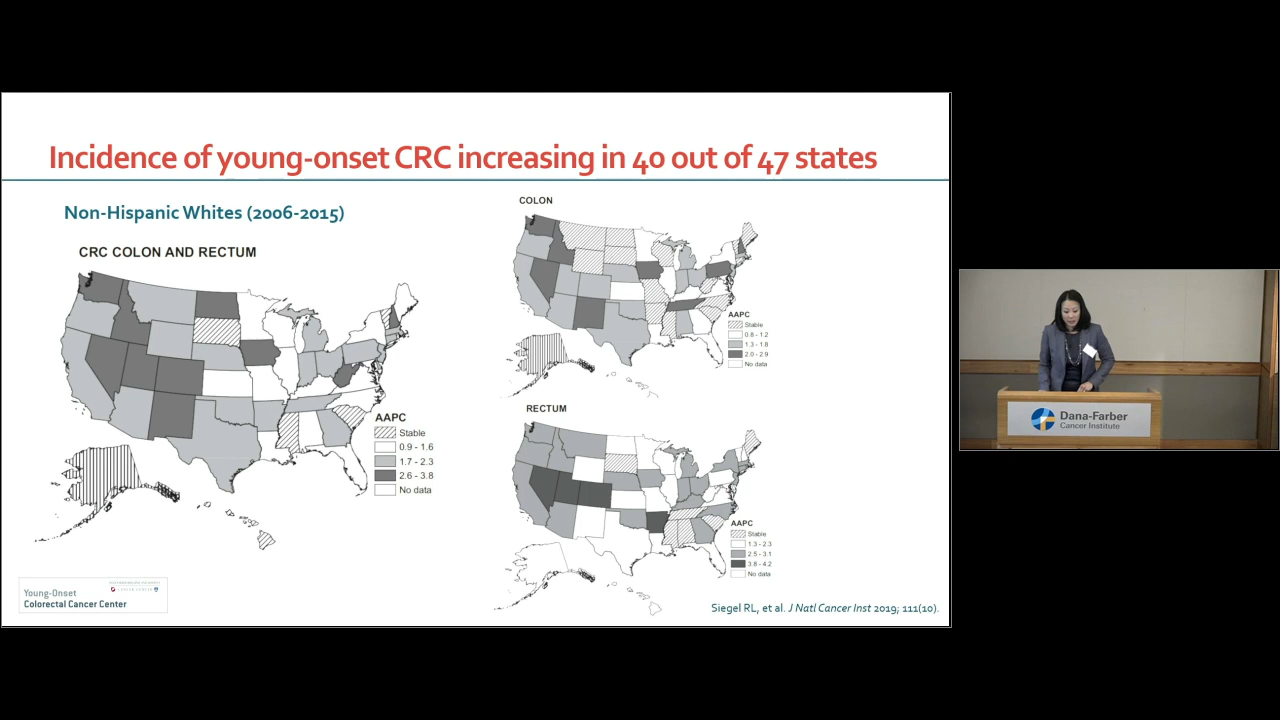 Incidence of young-onset CRC increasing in 40 out of 47 states
Non-Hispanic Whites (2006-2015)
CRC COLON AND RECTUM
AAPC
Stable
0.9 - 1.6
1.7 - 2.3
2.6 - 3.8
No data
COLON
AAPC
Stable
0.8 - 1.2
1.3 - 1.8
2.0 - 2.9
No data
RECTUM
AAPC
Stable
1.3 - 2.3
2.5 - 3.1
3.8 - 4.2
No data
Young-Onset
Colorectal Cancer Center
Siegel RL, et al. J Natl Cancer Inst 2019; 111(10).
Dana-Farber
Cancer Institute